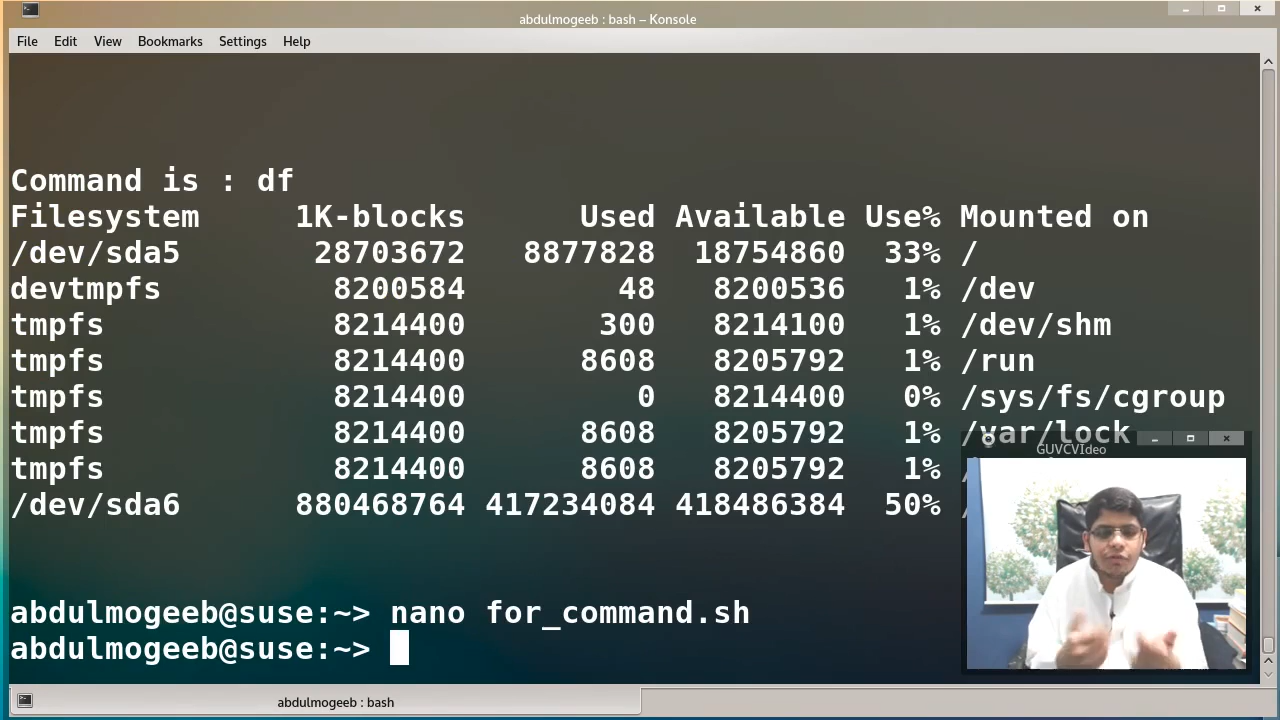 abdulmogeeb : bash – Konsole
File Edit View Bookmarks Settings Help
Command is : df
Filesystem 1K-blocks Used Available Use% Mounted on
/dev/sda5 28703672 8877828 18754860 33% /
devtmpfs 8200584 48 8200536 1% /dev
tmpfs 8214400 300 8214100 1% /dev/shm
tmpfs 8214400 8608 8205792 1% /run
tmpfs 8214400 0 8214400 0% /sys/fs/cgroup
tmpfs 8214400 8608 8205792 1% /var/lock
GUVCVIdeo
tmpfs 8214400 8608 8205792 1%
/dev/sda6 880468764 417234084 418486384 50%
abdulmogeeb@suse:~> nano for_command.sh
abdulmogeeb@suse:~>
abdulmogeeb : bash